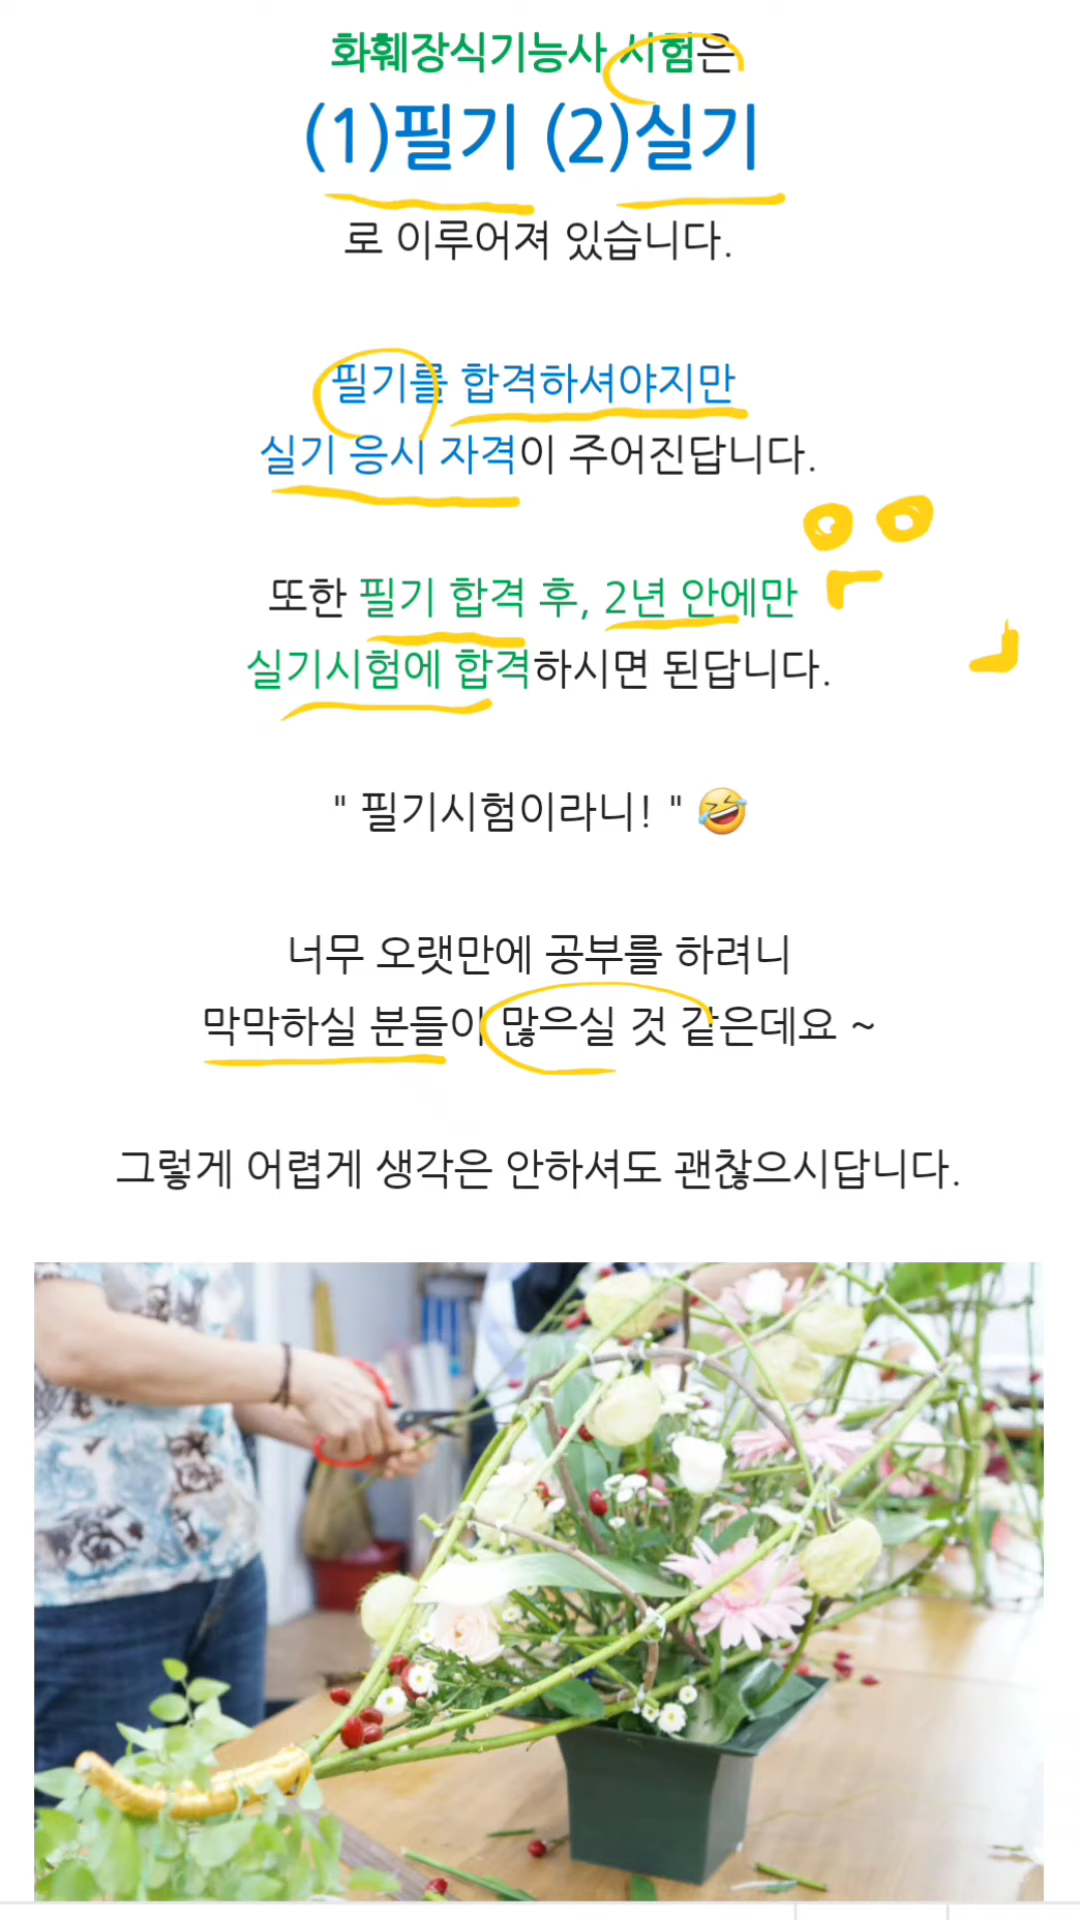 화훼장식기능사 시험은
(1)필기 (2)실기
로 이루어져 있습니다.
필기를 합격하셔야지만
실기 응시 자격이 주어진답니다.
또한 필기 합격 후, 2년 안에만
실기시험에 합격하시면 된답니다.
" 필기시험이라니! " 🤣
너무 오랫만에 공부를 하려니
막막하실 분들이 많으실 것 같은데요 ~
그렇게 어렵게 생각은 안하셔도 괜찮으시답니다.